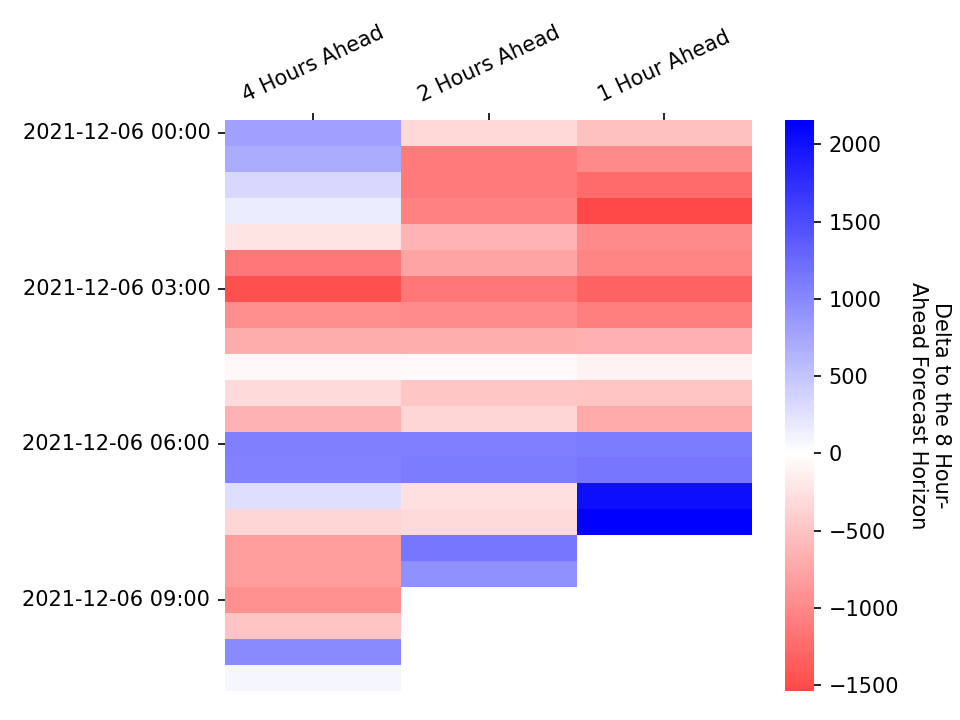 4 Hours Ahead
2 Hours Ahead
1 Hour Ahead
2021-12-06 00:00
2021-12-06 03:00
2021-12-06 06:00
2021-12-06 09:00
2000
1500
1000
500
0
−500
−1000
−1500
Delta to the 8 Hour-
Ahead Forecast Horizon